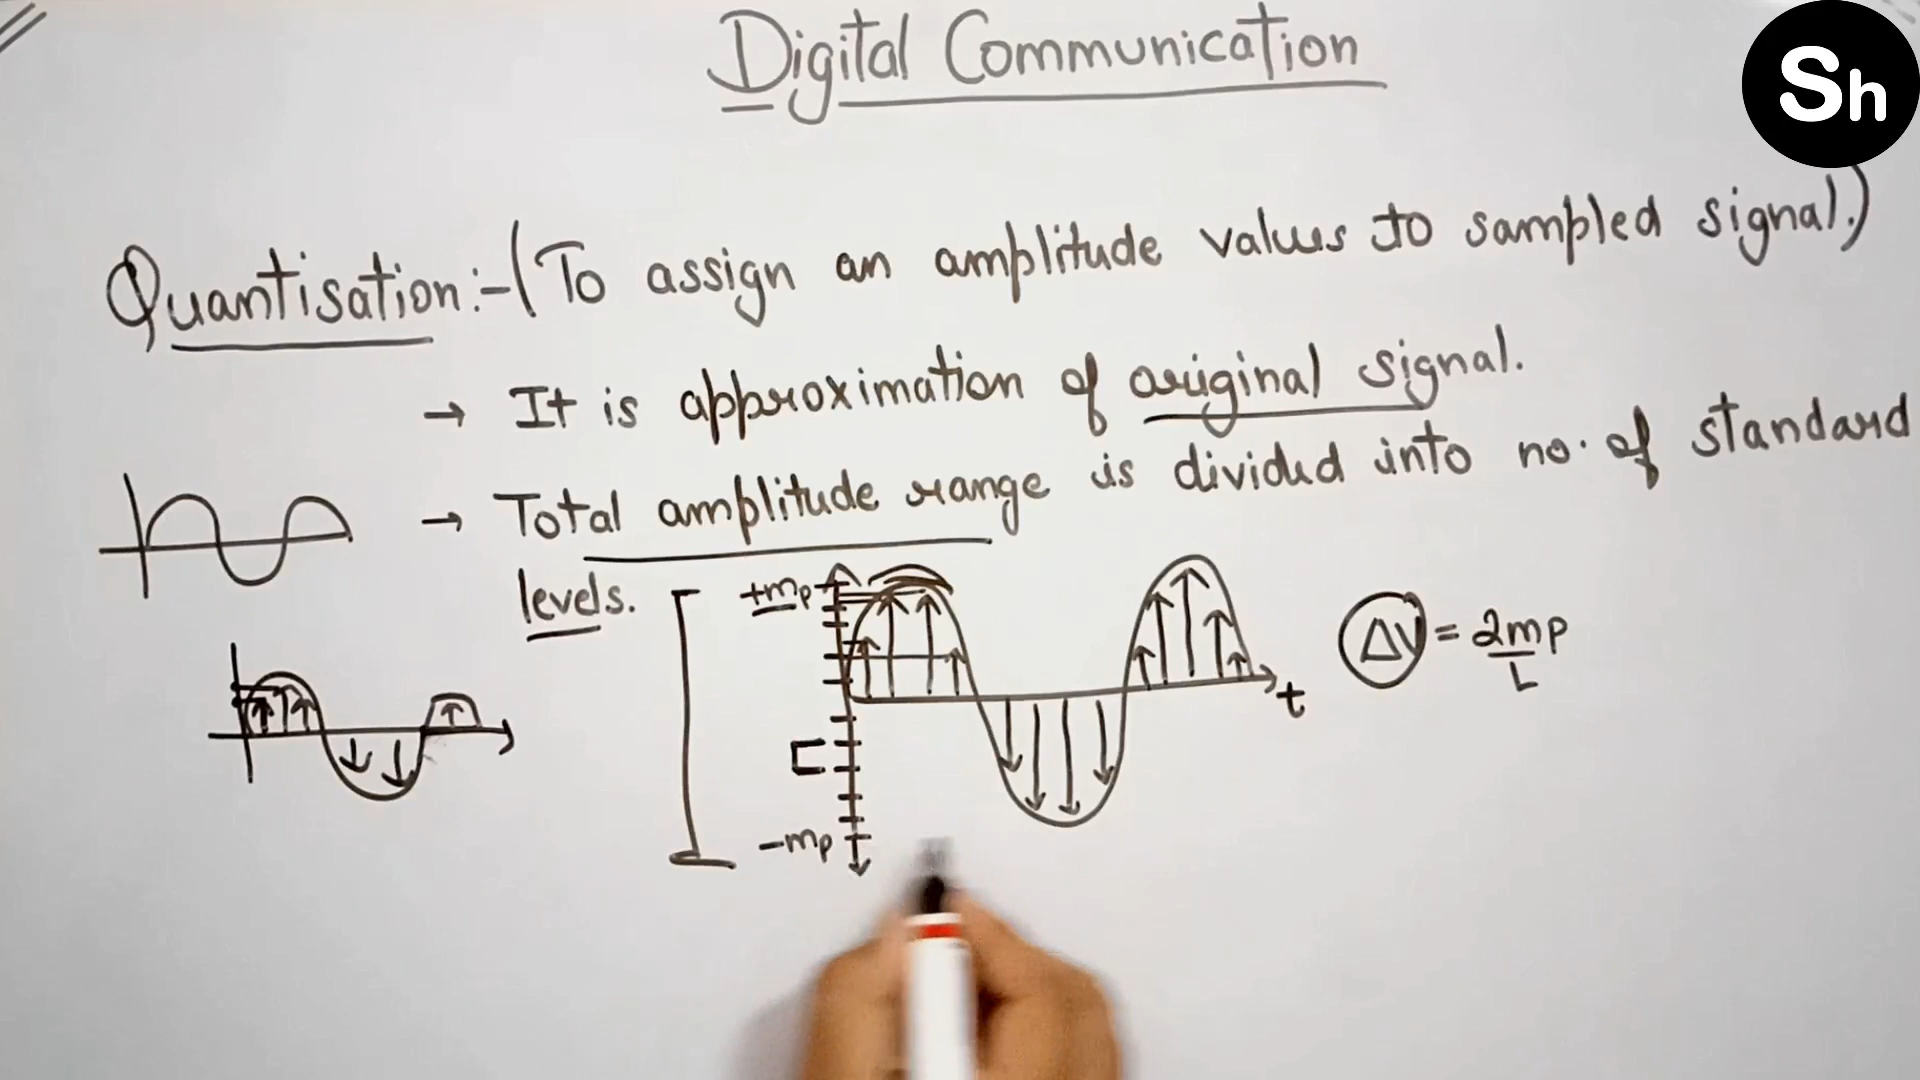 Digital Communication
Sh
Quantisation:-(To assign an amplitude values to sampled signal.)
→ It is approximation of original signal.
→ Total amplitude range is divided into no. of standard
levels.
+mp
ΔV = 2mp
L
t
-mp